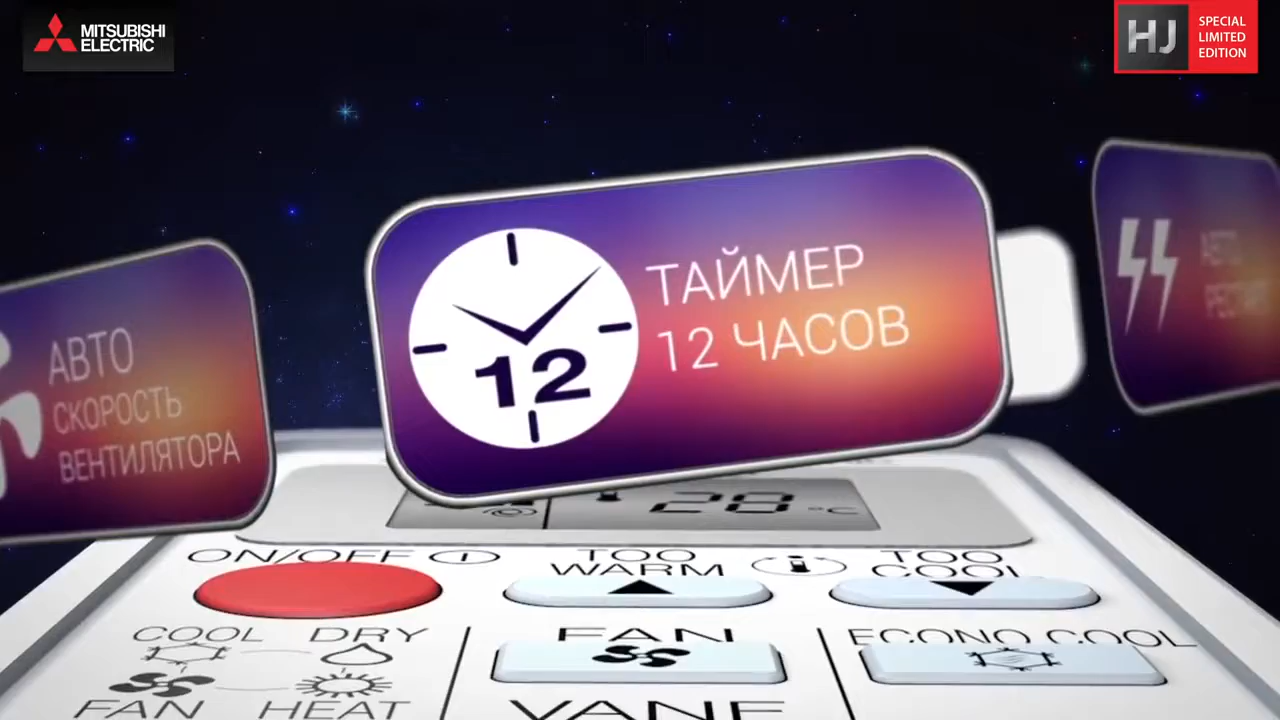 MITSUBISHI
ELECTRIC
HJ
SPECIAL
LIMITED
EDITION
АВТО
СКОРОСТЬ
ВЕНТИЛЯТОРА
12
ТАЙМЕР
12 ЧАСОВ
АВТО
28°C
ON/OFF
TOO
WARM
TOO
COOL
COOL DRY
FAN HEAT
FAN
VANE
ECONO COOL